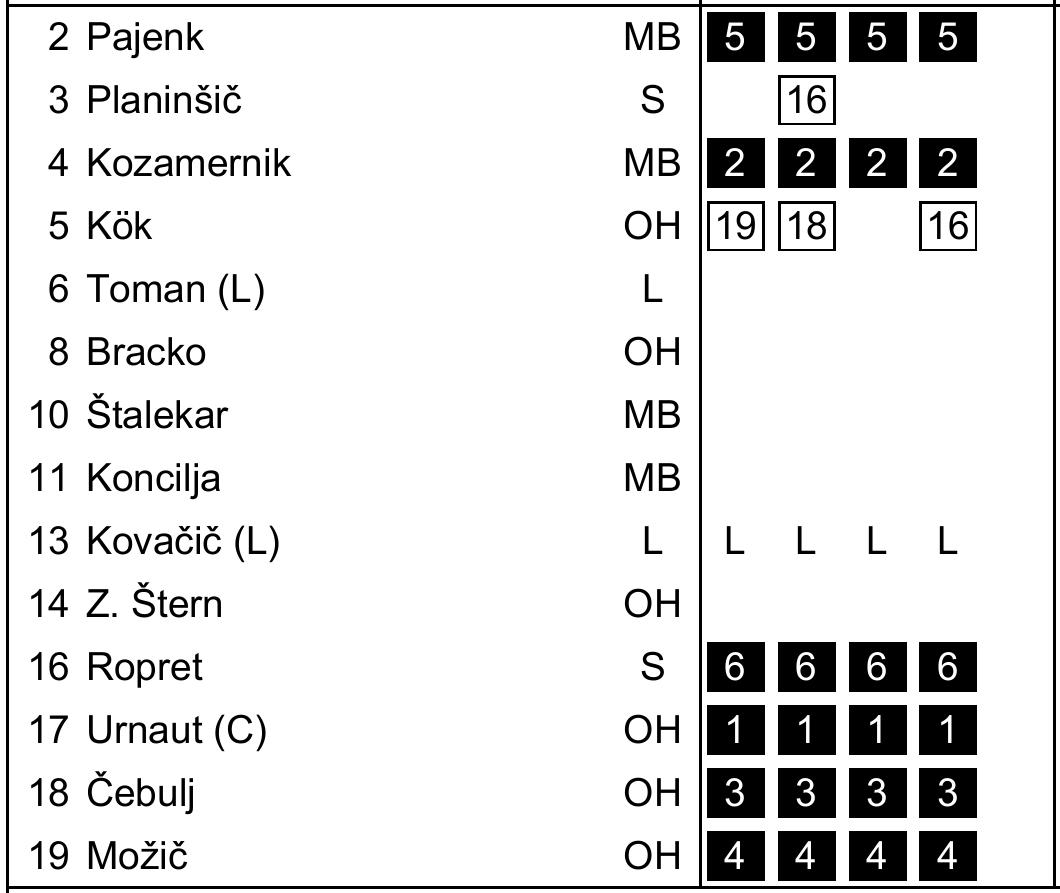 2 Pajenk MB 5 5 5 5
3 Planinšič S 16
4 Kozamernik MB 2 2 2 2
5 Kök OH 19 18 16
6 Toman (L) L
8 Bracko OH
10 Štalekar MB
11 Koncilja MB
13 Kovačič (L) L L L L L
14 Z. Štern OH
16 Ropret S 6 6 6 6
17 Urnaut (C) OH 1 1 1 1
18 Čebulj OH 3 3 3 3
19 Možič OH 4 4 4 4